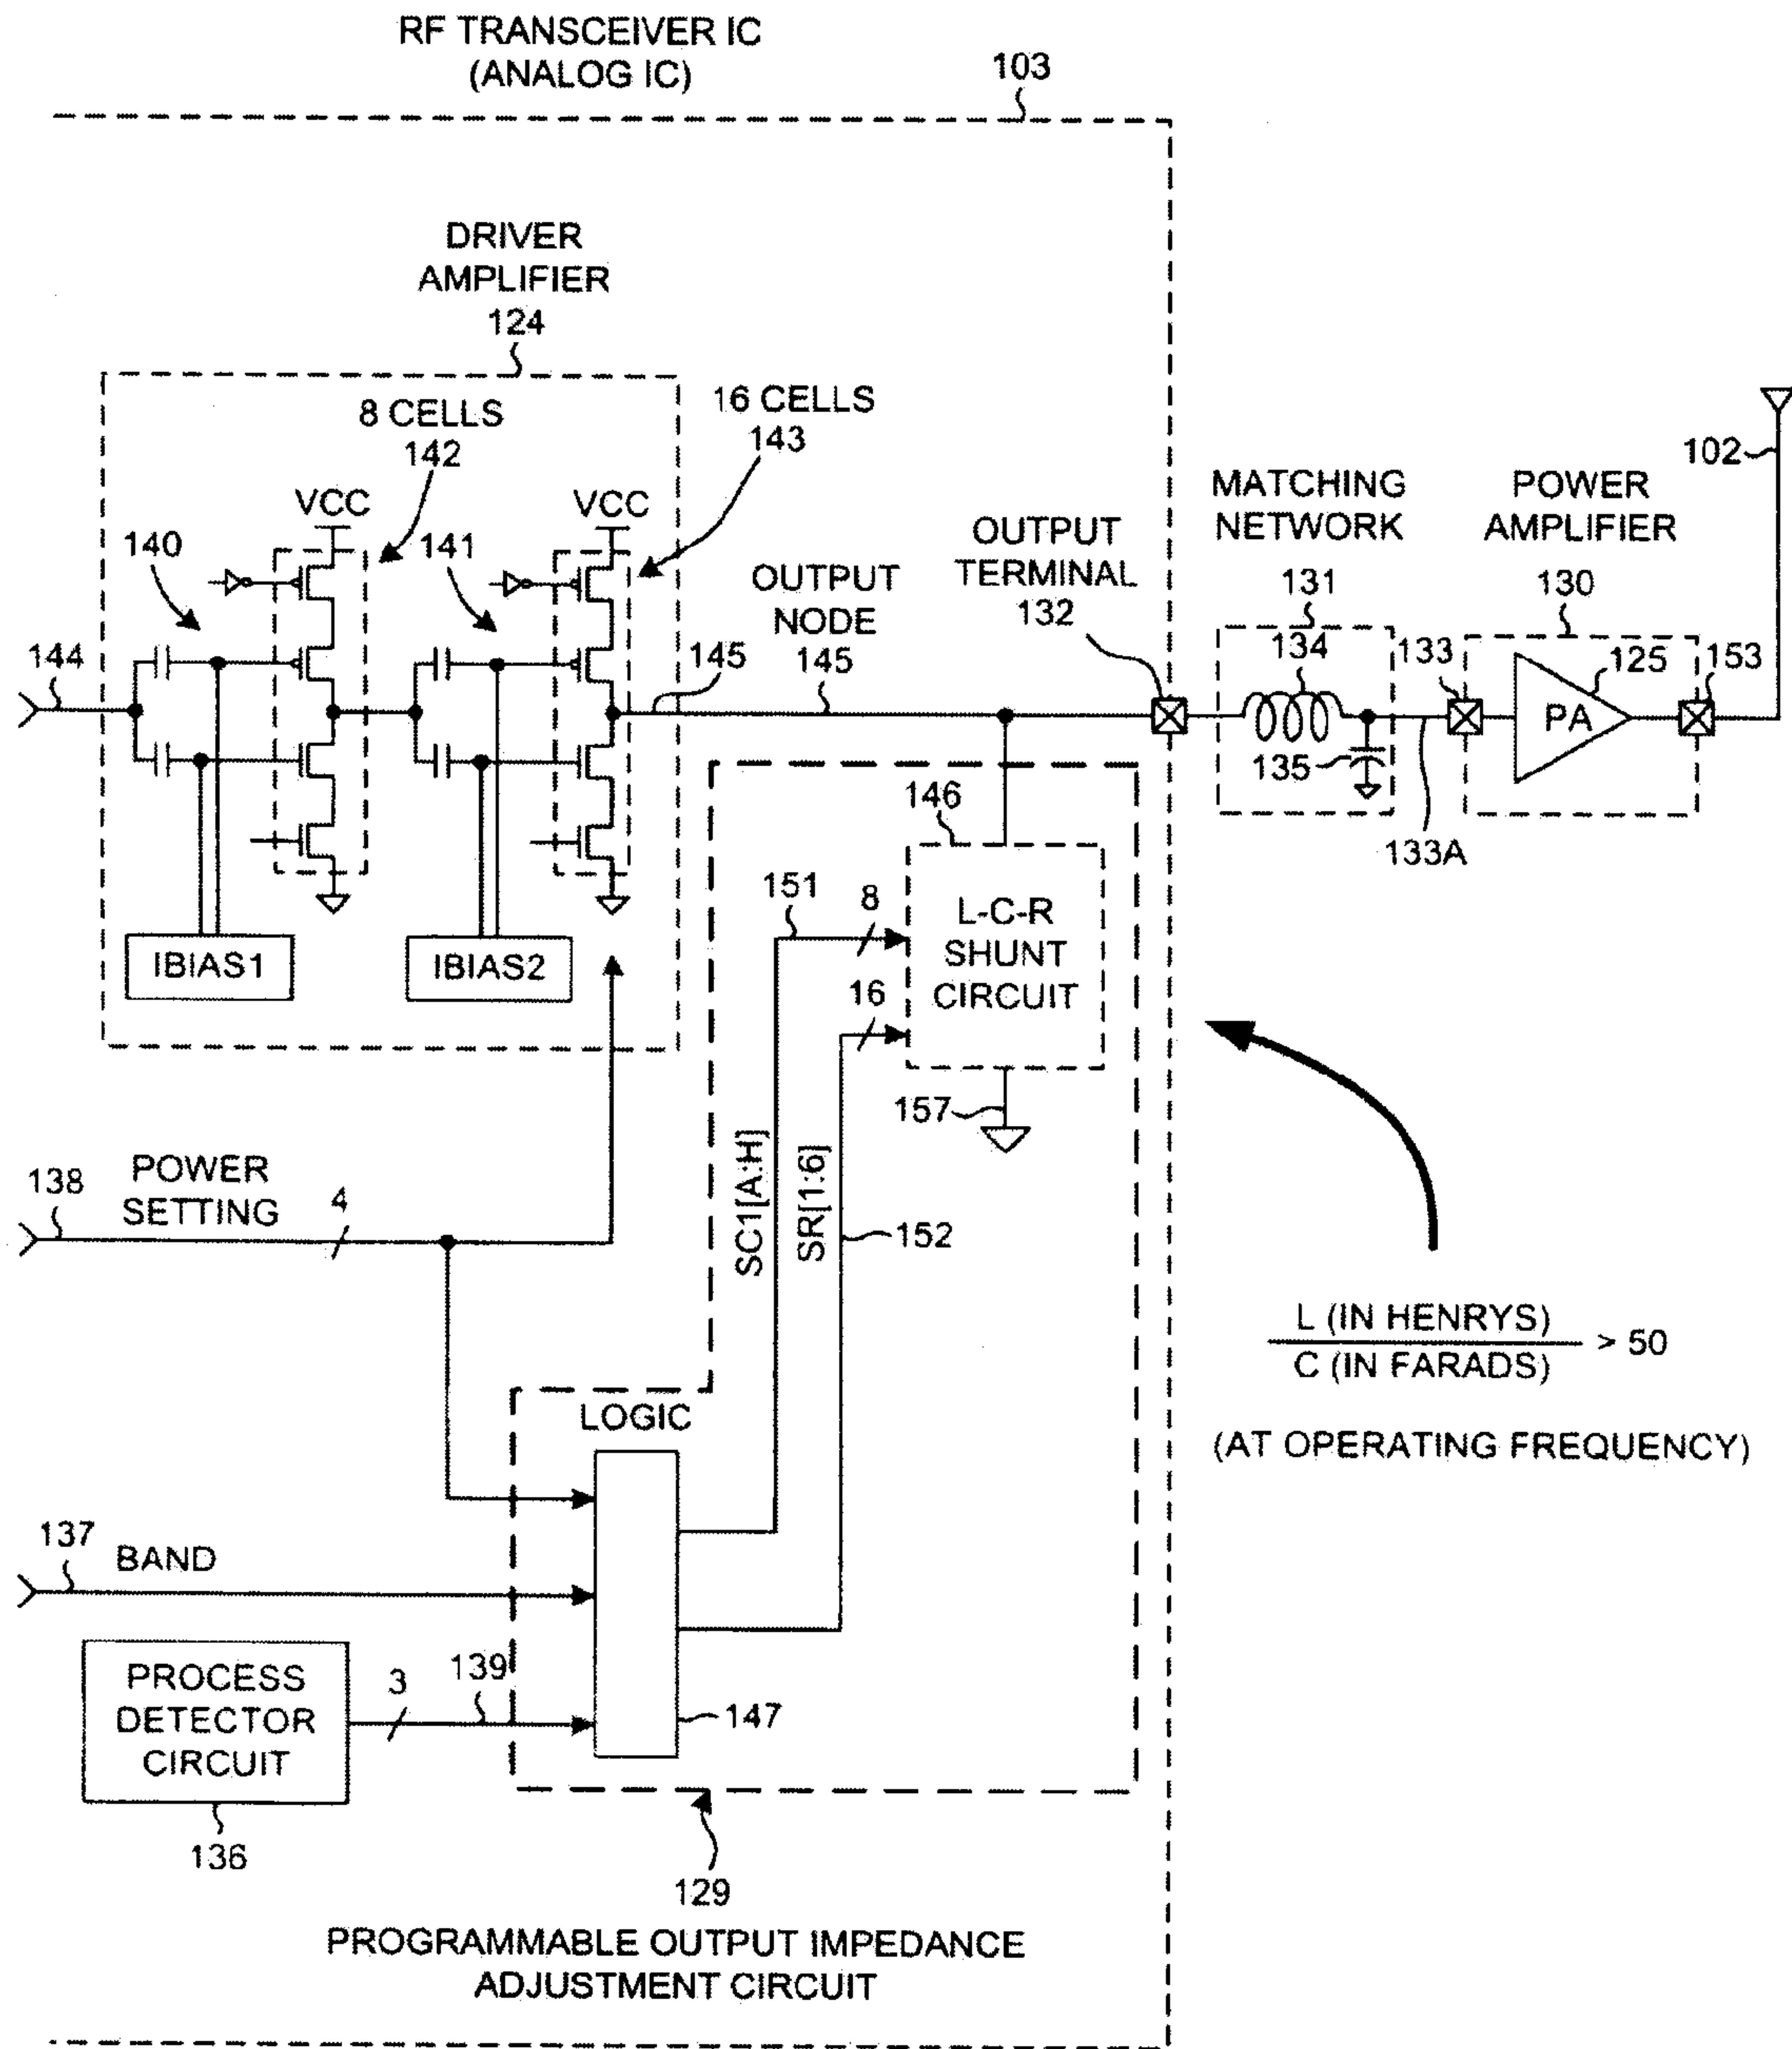 RF TRANSCEIVER IC
(ANALOG IC)
103
DRIVER
AMPLIFIER
124
8 CELLS
142
16 CELLS
143
VCC
VCC
140
141
144
IBIAS1
IBIAS2
OUTPUT
NODE
145
145
OUTPUT
TERMINAL
132
MATCHING
NETWORK
131
134
135
133
133A
POWER
AMPLIFIER
130
125
PA
153
102
146
L-C-R
SHUNT
CIRCUIT
151
8
16
157
SC1[A:H]
SR[1:6]
152
138
POWER
SETTING
4
L (IN HENRYS)
C (IN FARADS)
> 50
(AT OPERATING FREQUENCY)
LOGIC
137
BAND
PROCESS
DETECTOR
CIRCUIT
136
3
139
147
129
PROGRAMMABLE OUTPUT IMPEDANCE
ADJUSTMENT CIRCUIT